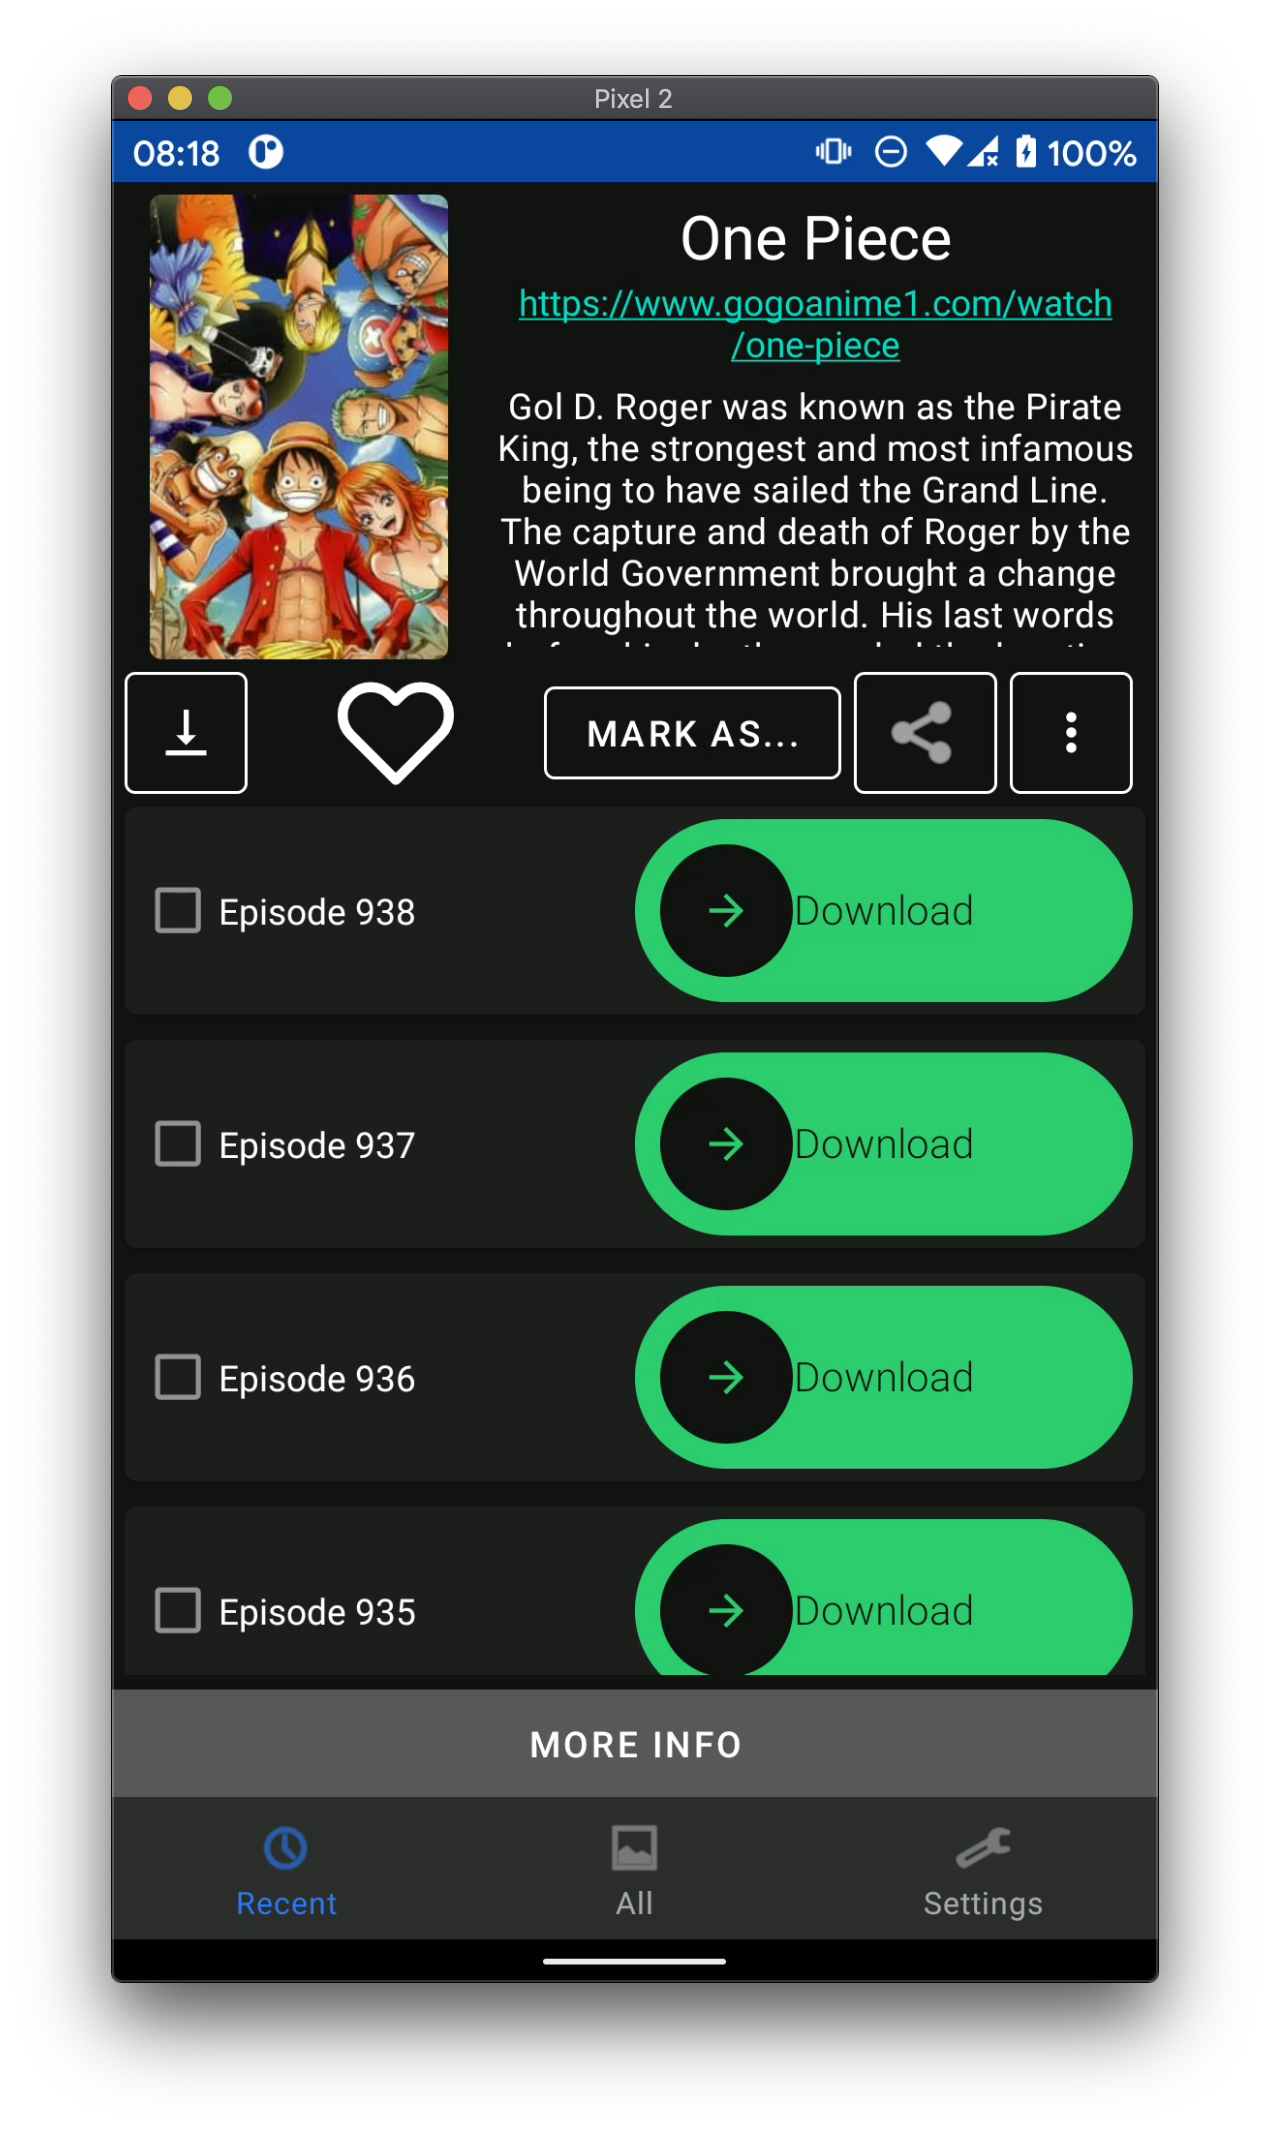 Pixel 2
08:18
100%
One Piece
https://www.gogoanime1.com/watch
/one-piece
Gol D. Roger was known as the Pirate
King, the strongest and most infamous
being to have sailed the Grand Line.
The capture and death of Roger by the
World Government brought a change
throughout the world. His last words
MARK AS...
Episode 938
Download
Episode 937
Download
Episode 936
Download
Episode 935
Download
MORE INFO
Recent
All
Settings